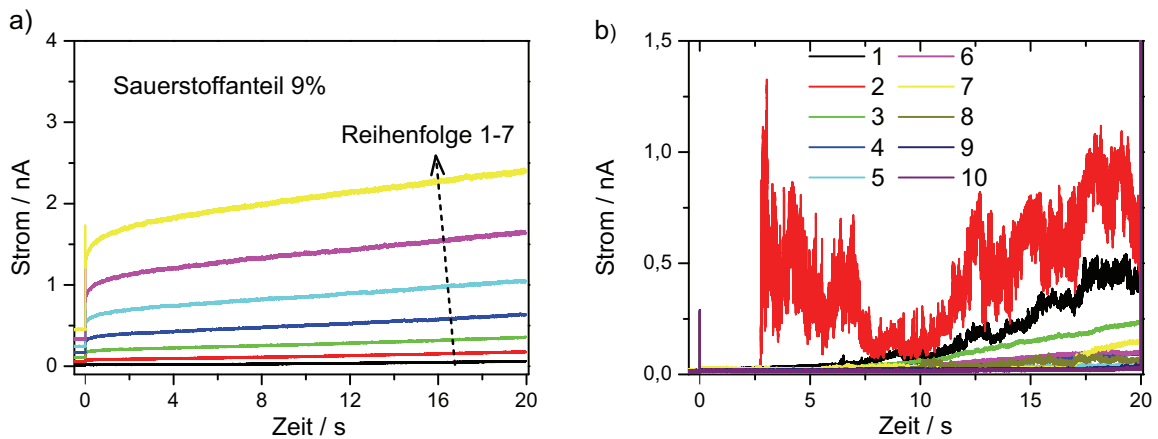 a)
4
3
2
1
0
Strom / nA
Sauerstoffanteil 9%
Reihenfolge 1-7
0 4 8 12 16 20
Zeit / s
b)
1,5
1,0
0,5
0,0
Strom / nA
1 6
2 7
3 8
4 9
5 10
0 5 10 15 20
Zeit / s